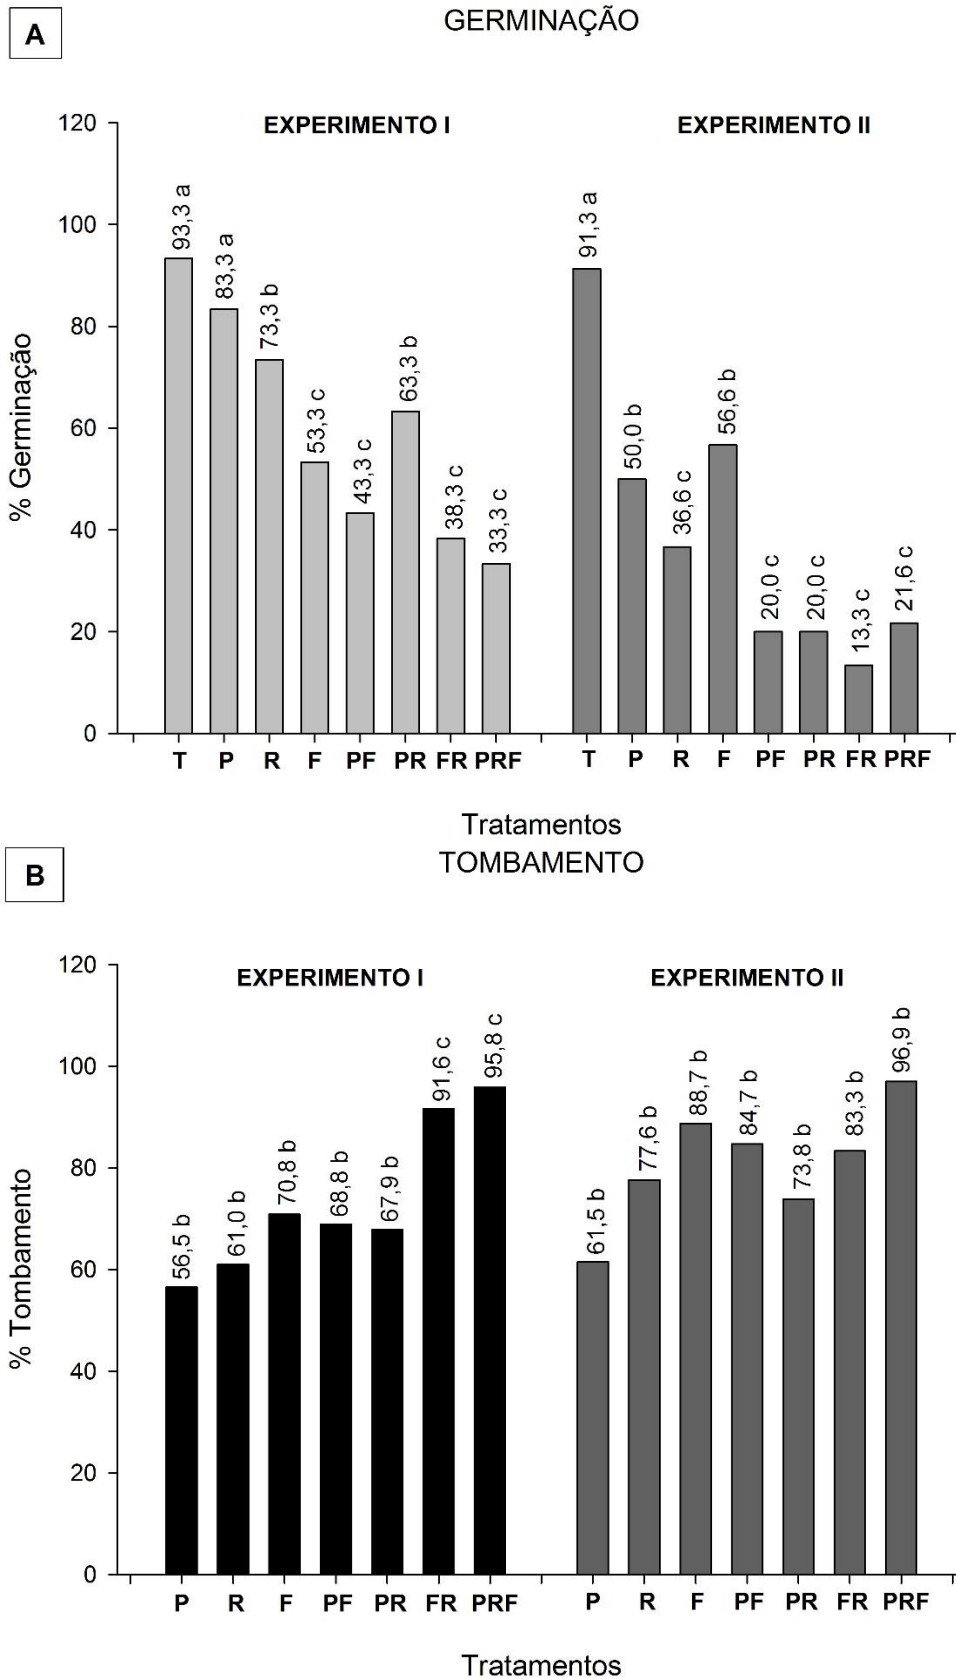 GERMINAÇÃO
A
EXPERIMENTO I
EXPERIMENTO II
% Germinação
120
100
80
60
40
20
0
93,3 a
83,3 a
73,3 b
53,3 c
43,3 c
63,3 b
38,3 c
33,3 c
91,3 a
50,0 b
36,6 c
56,6 b
20,0 c
20,0 c
13,3 c
21,6 c
T P R F PF PR FR PRF
T P R F PF PR FR PRF
Tratamentos
TOMBAMENTO
B
EXPERIMENTO I
EXPERIMENTO II
% Tombamento
120
100
80
60
40
20
0
56,5 b
61,0 b
70,8 b
68,8 b
67,9 b
91,6 c
95,8 c
61,5 b
77,6 b
88,7 b
84,7 b
73,8 b
83,3 b
96,9 b
P R F PF PR FR PRF
P R F PF PR FR PRF
Tratamentos